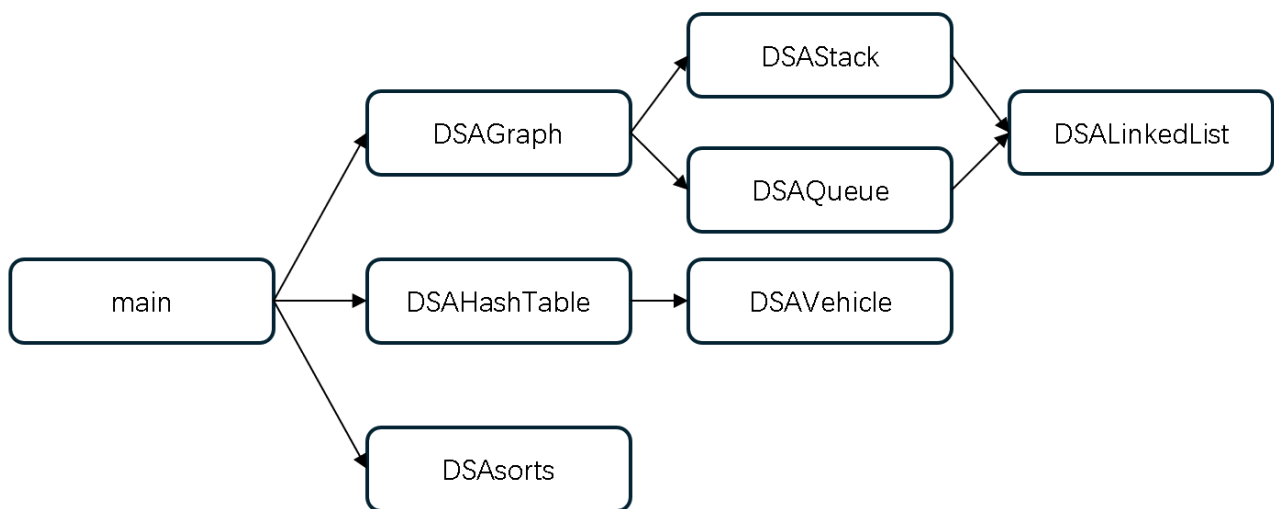 DSAStack
DSAGraph
DSALinkedList
DSAQueue
main
DSAHashTable
DSAVehicle
DSAsorts